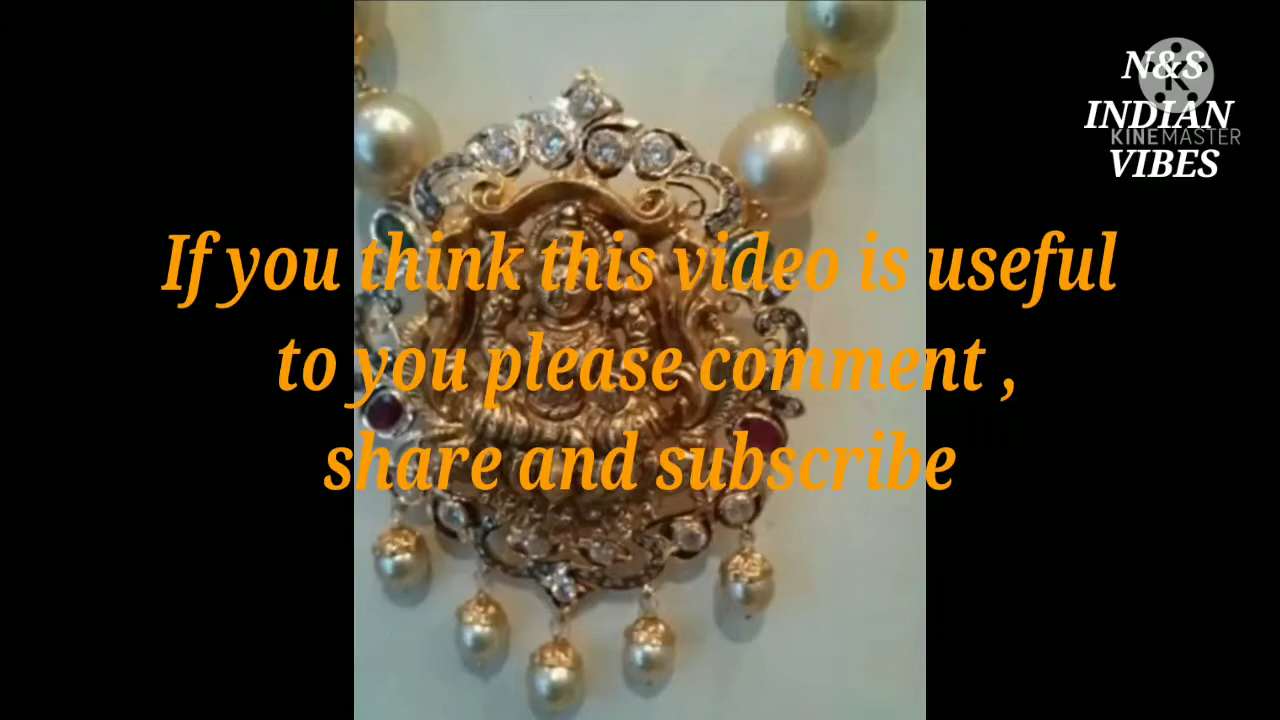 N&S
INDIAN
KINEMASTER
VIBES
If you think this video is useful
to you please comment ,
share and subscribe